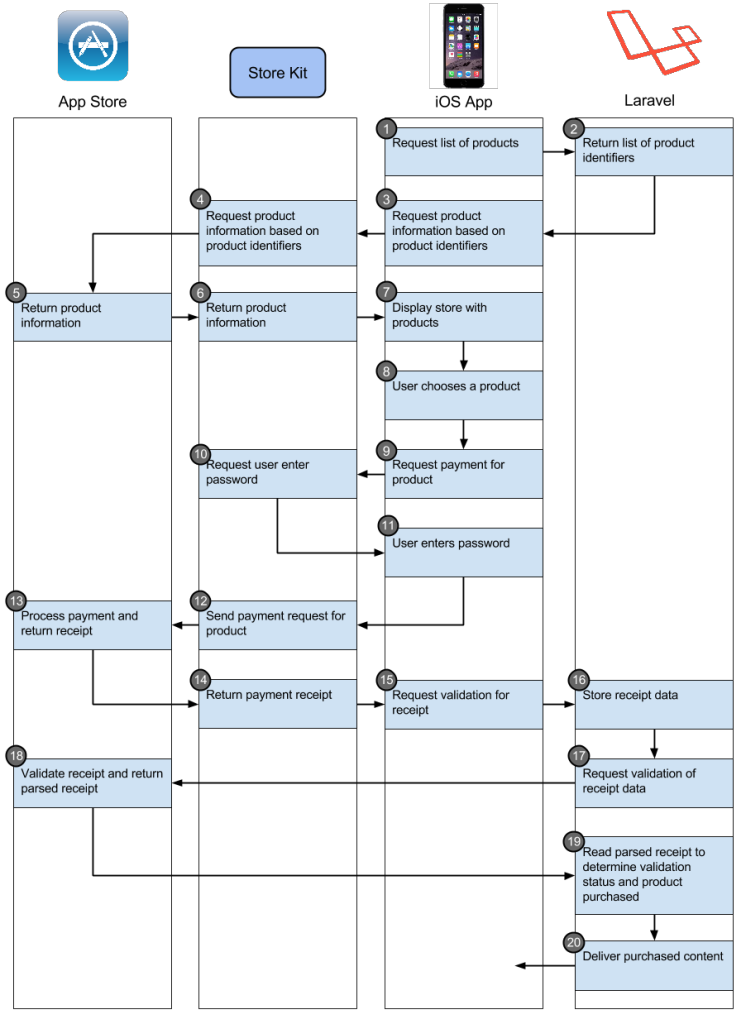 App Store
Store Kit
iOS App
Laravel
1
Request list of products
2
Return list of product
identifiers
3
Request product
information based on
product identifiers
4
Request product
information based on
product identifiers
5
Return product
information
6
Return product
information
7
Display store with
products
8
User chooses a product
9
Request payment for
product
10
Request user enter
password
11
User enters password
12
Send payment request for
product
13
Process payment and
return receipt
14
Return payment receipt
15
Request validation for
receipt
16
Store receipt data
17
Request validation of
receipt data
18
Validate receipt and return
parsed receipt
19
Read parsed receipt to
determine validation
status and product
purchased
20
Deliver purchased content